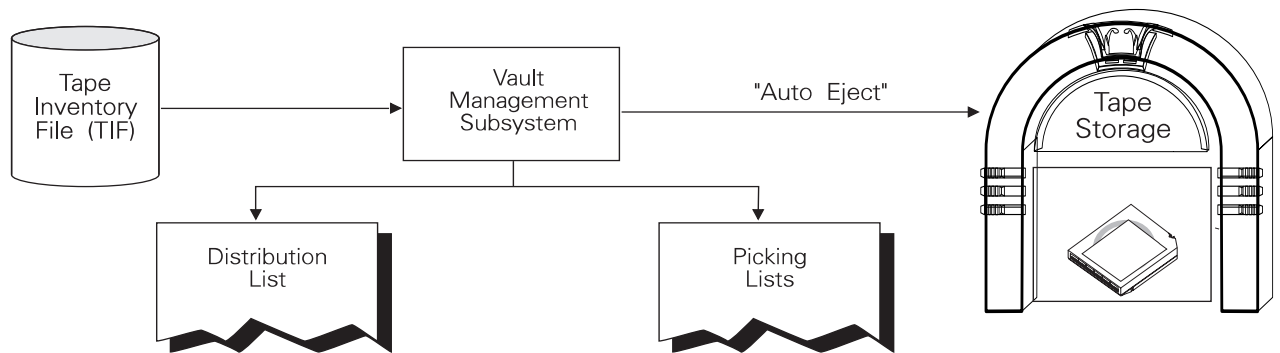 Tape
Inventory
File (TIF)
Vault
Management
Subsystem
"Auto Eject"
Tape
Storage
Distribution
List
Picking
Lists